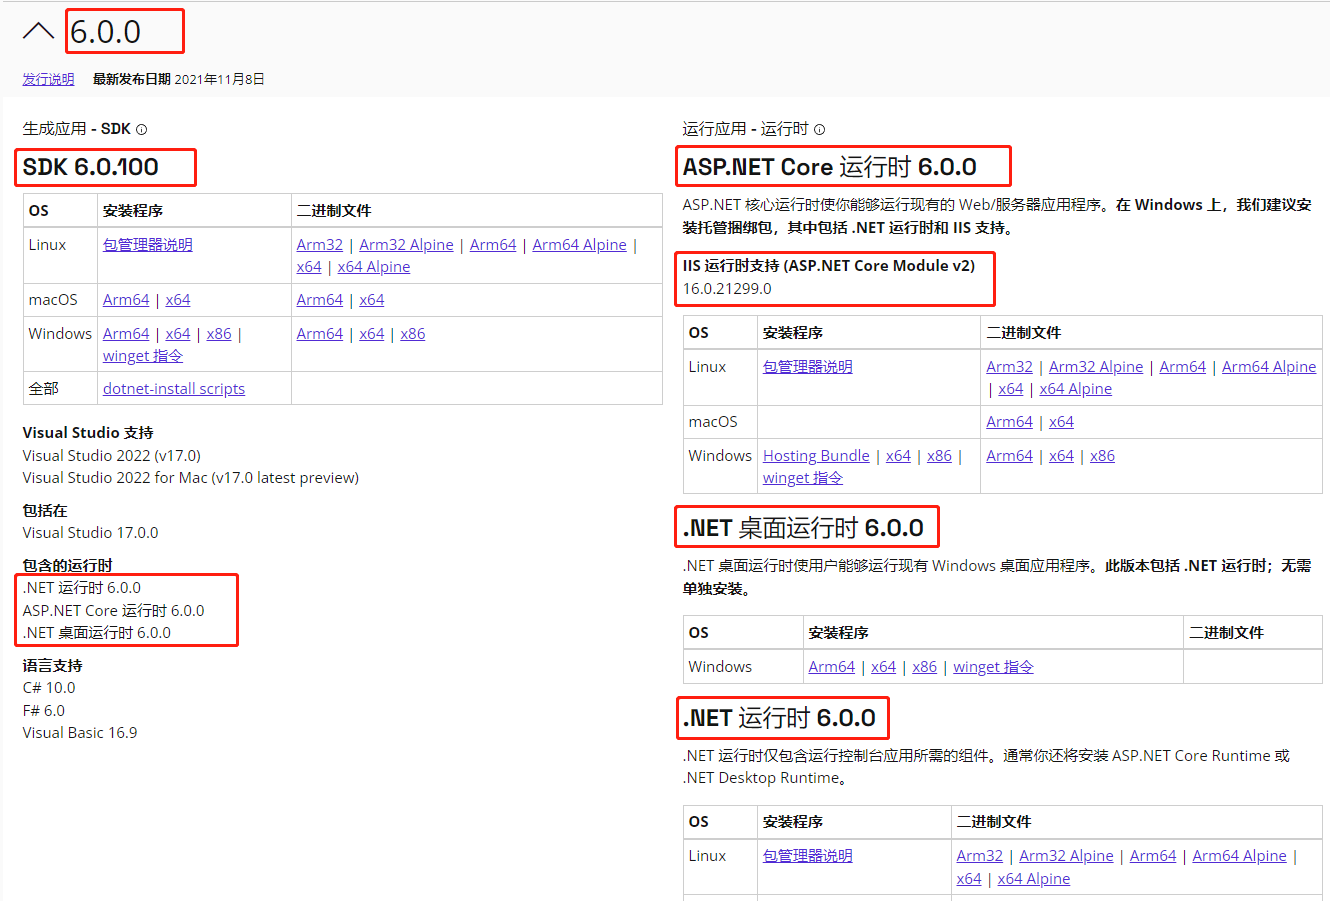 6.0.0
发行说明 最新发布日期 2021年11月8日
生成应用 - SDK
SDK 6.0.100
OS 安装程序 二进制文件
Linux 包管理器说明 Arm32 | Arm32 Alpine | Arm64 | Arm64 Alpine |
x64 | x64 Alpine
macOS Arm64 | x64 Arm64 | x64
Windows Arm64 | x64 | x86 | Arm64 | x64 | x86
winget 指令
全部 dotnet-install scripts
Visual Studio 支持
Visual Studio 2022 (v17.0)
Visual Studio 2022 for Mac (v17.0 latest preview)
包括在
Visual Studio 17.0.0
包含的运行时
.NET 运行时 6.0.0
ASP.NET Core 运行时 6.0.0
.NET 桌面运行时 6.0.0
语言支持
C# 10.0
F# 6.0
Visual Basic 16.9
运行应用 - 运行时
ASP.NET Core 运行时 6.0.0
ASP.NET 核心运行时使你能够运行现有的 Web/服务器应用程序。在 Windows 上，我们建议安
装托管捆绑包，其中包括 .NET 运行时和 IIS 支持。
IIS 运行时支持 (ASP.NET Core Module v2)
16.0.21299.0
OS 安装程序 二进制文件
Linux 包管理器说明 Arm32 | Arm32 Alpine | Arm64 | Arm64 Alpine
| x64 | x64 Alpine
macOS Arm64 | x64
Windows Hosting Bundle | x64 | x86 | Arm64 | x64 | x86
winget 指令
.NET 桌面运行时 6.0.0
.NET 桌面运行时使用户能够运行现有 Windows 桌面应用程序。此版本包括 .NET 运行时；无需
单独安装。
OS 安装程序 二进制文件
Windows Arm64 | x64 | x86 | winget 指令
.NET 运行时 6.0.0
.NET 运行时仅包含运行控制台应用所需的组件。通常你还将安装 ASP.NET Core Runtime 或
.NET Desktop Runtime。
OS 安装程序 二进制文件
Linux 包管理器说明 Arm32 | Arm32 Alpine | Arm64 | Arm64 Alpine |
x64 | x64 Alpine